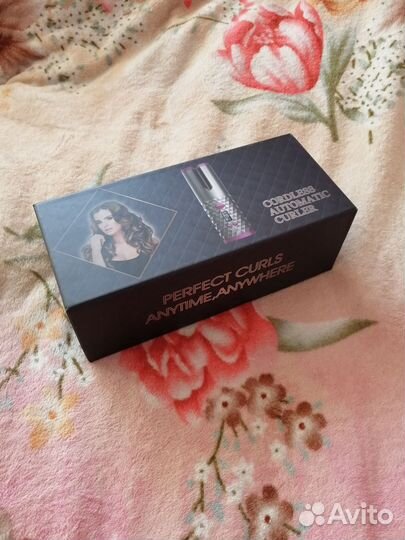 CORDLESS
AUTOMATIC
CURLER
PERFECT CURLS
ANYTIME,ANYWHERE
Avito